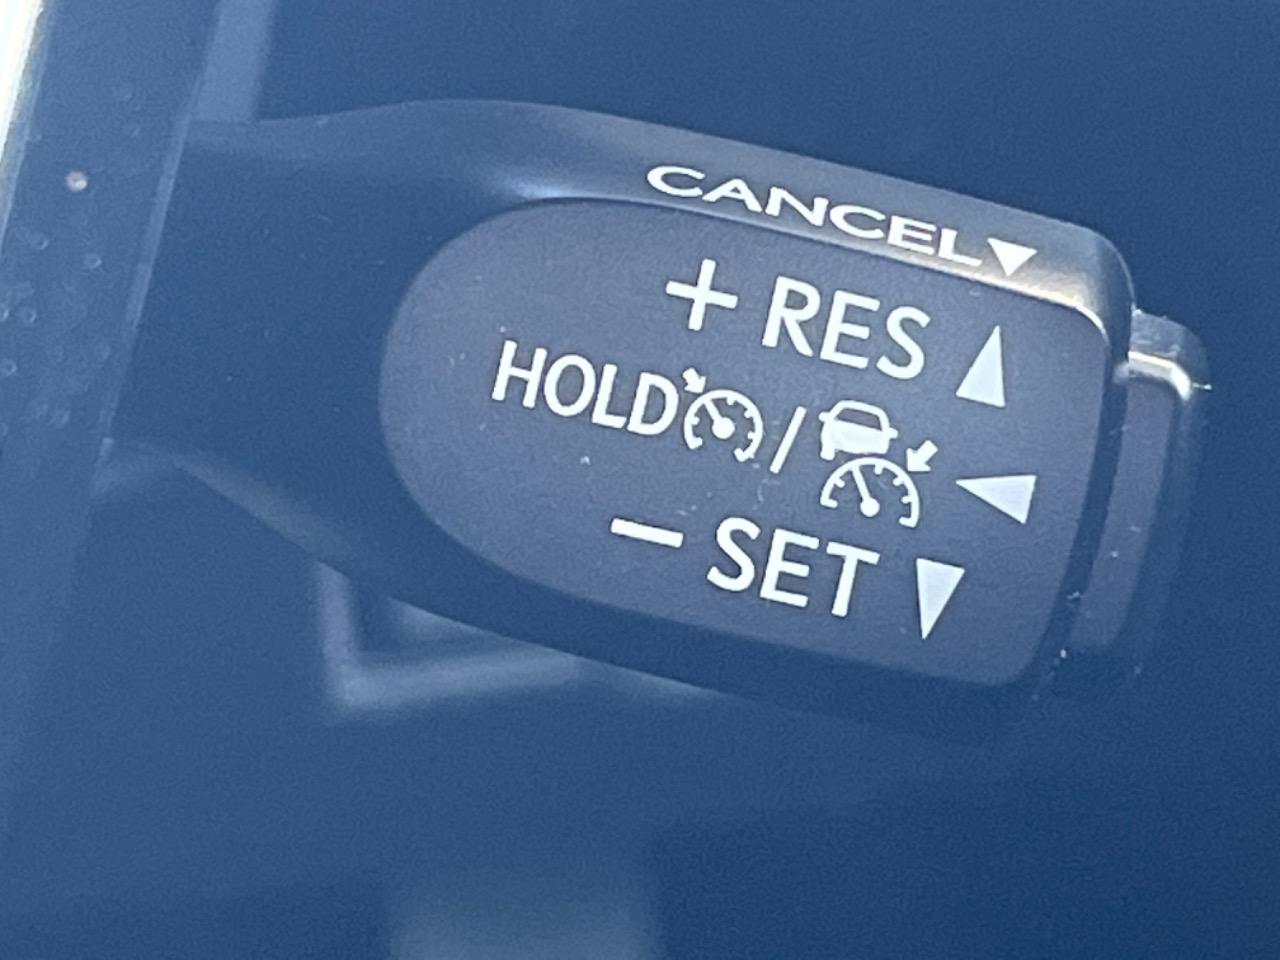 CANCEL▼
+ RES ▲
HOLD / ◀
− SET ▼